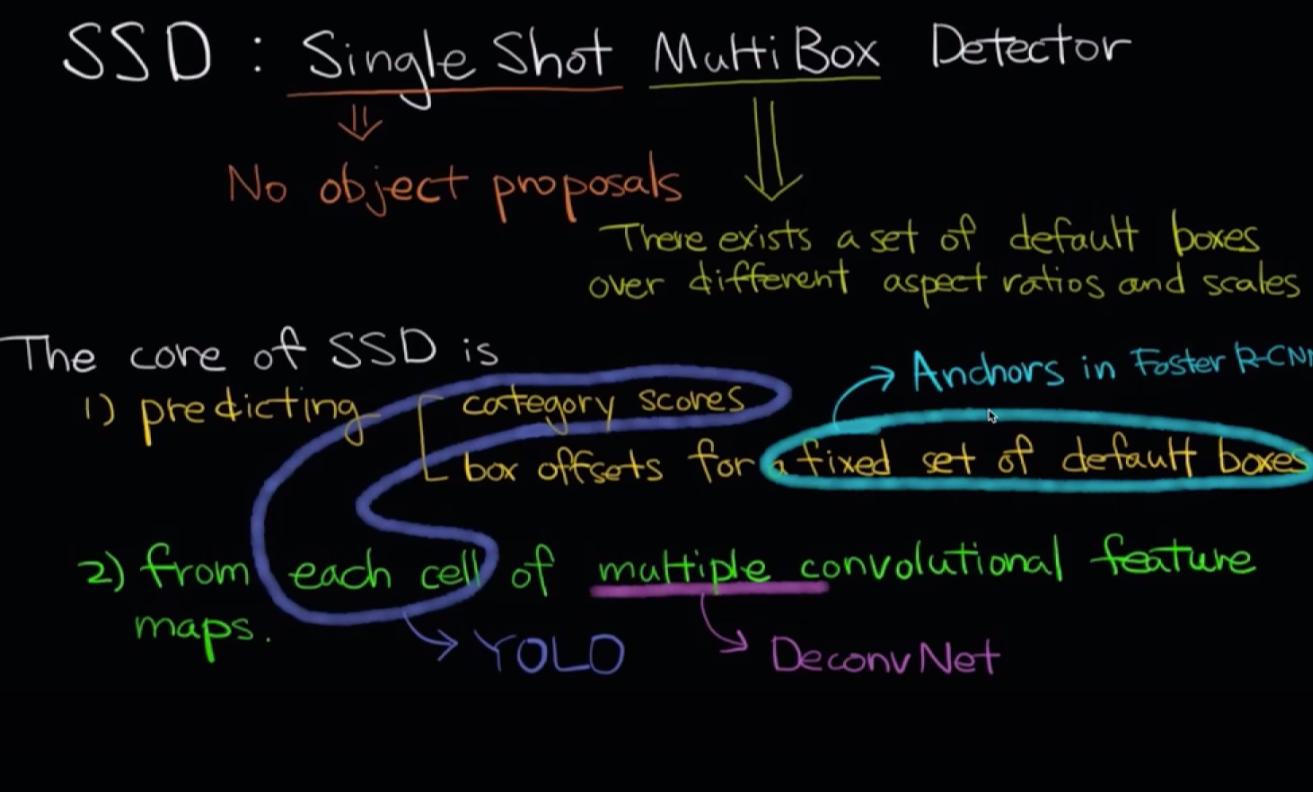 SSD : Single Shot MultiBox Detector
No object proposals
There exists a set of default boxes
over different aspect ratios and scales
The core of SSD is
1) predicting category scores
box offsets for a fixed set of default boxes
Anchors in Faster R-CNN
2) from each cell of multiple convolutional feature
maps.
YOLO
DeconvNet